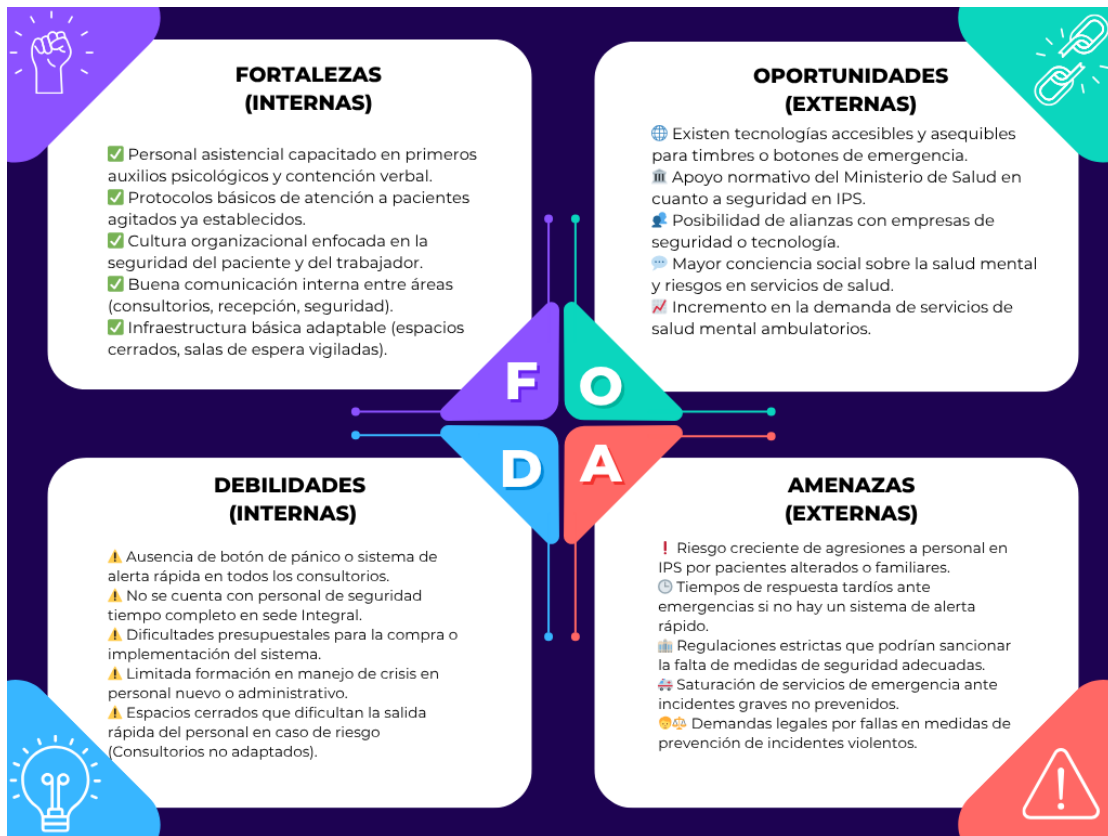 FORTALEZAS
(INTERNAS)
✅ Personal asistencial capacitado en primeros
auxilios psicológicos y contención verbal.
✅ Protocolos básicos de atención a pacientes
agitados ya establecidos.
✅ Cultura organizacional enfocada en la
seguridad del paciente y del trabajador.
✅ Buena comunicación interna entre áreas
(consultorios, recepción, seguridad).
✅ Infraestructura básica adaptable (espacios
cerrados, salas de espera vigiladas).
OPORTUNIDADES
(EXTERNAS)
🌐 Existen tecnologías accesibles y asequibles
para timbres o botones de emergencia.
🏛️ Apoyo normativo del Ministerio de Salud en
cuanto a seguridad en IPS.
👥 Posibilidad de alianzas con empresas de
seguridad o tecnología.
💬 Mayor conciencia social sobre la salud mental
y riesgos en servicios de salud.
📈 Incremento en la demanda de servicios de
salud mental ambulatorios.
F
O
D
A
DEBILIDADES
(INTERNAS)
⚠️ Ausencia de botón de pánico o sistema de
alerta rápida en todos los consultorios.
⚠️ No se cuenta con personal de seguridad
tiempo completo en sede Integral.
⚠️ Dificultades presupuestales para la compra o
implementación del sistema.
⚠️ Limitada formación en manejo de crisis en
personal nuevo o administrativo.
⚠️ Espacios cerrados que dificultan la salida
rápida del personal en caso de riesgo
(Consultorios no adaptados).
AMENAZAS
(EXTERNAS)
❗ Riesgo creciente de agresiones a personal en
IPS por pacientes alterados o familiares.
🕒 Tiempos de respuesta tardíos ante
emergencias si no hay un sistema de alerta
rápido.
🏥 Regulaciones estrictas que podrían sancionar
la falta de medidas de seguridad adecuadas.
🚑 Saturación de servicios de emergencia ante
incidentes graves no prevenidos.
🧑‍⚖️ Demandas legales por fallas en medidas de
prevención de incidentes violentos.